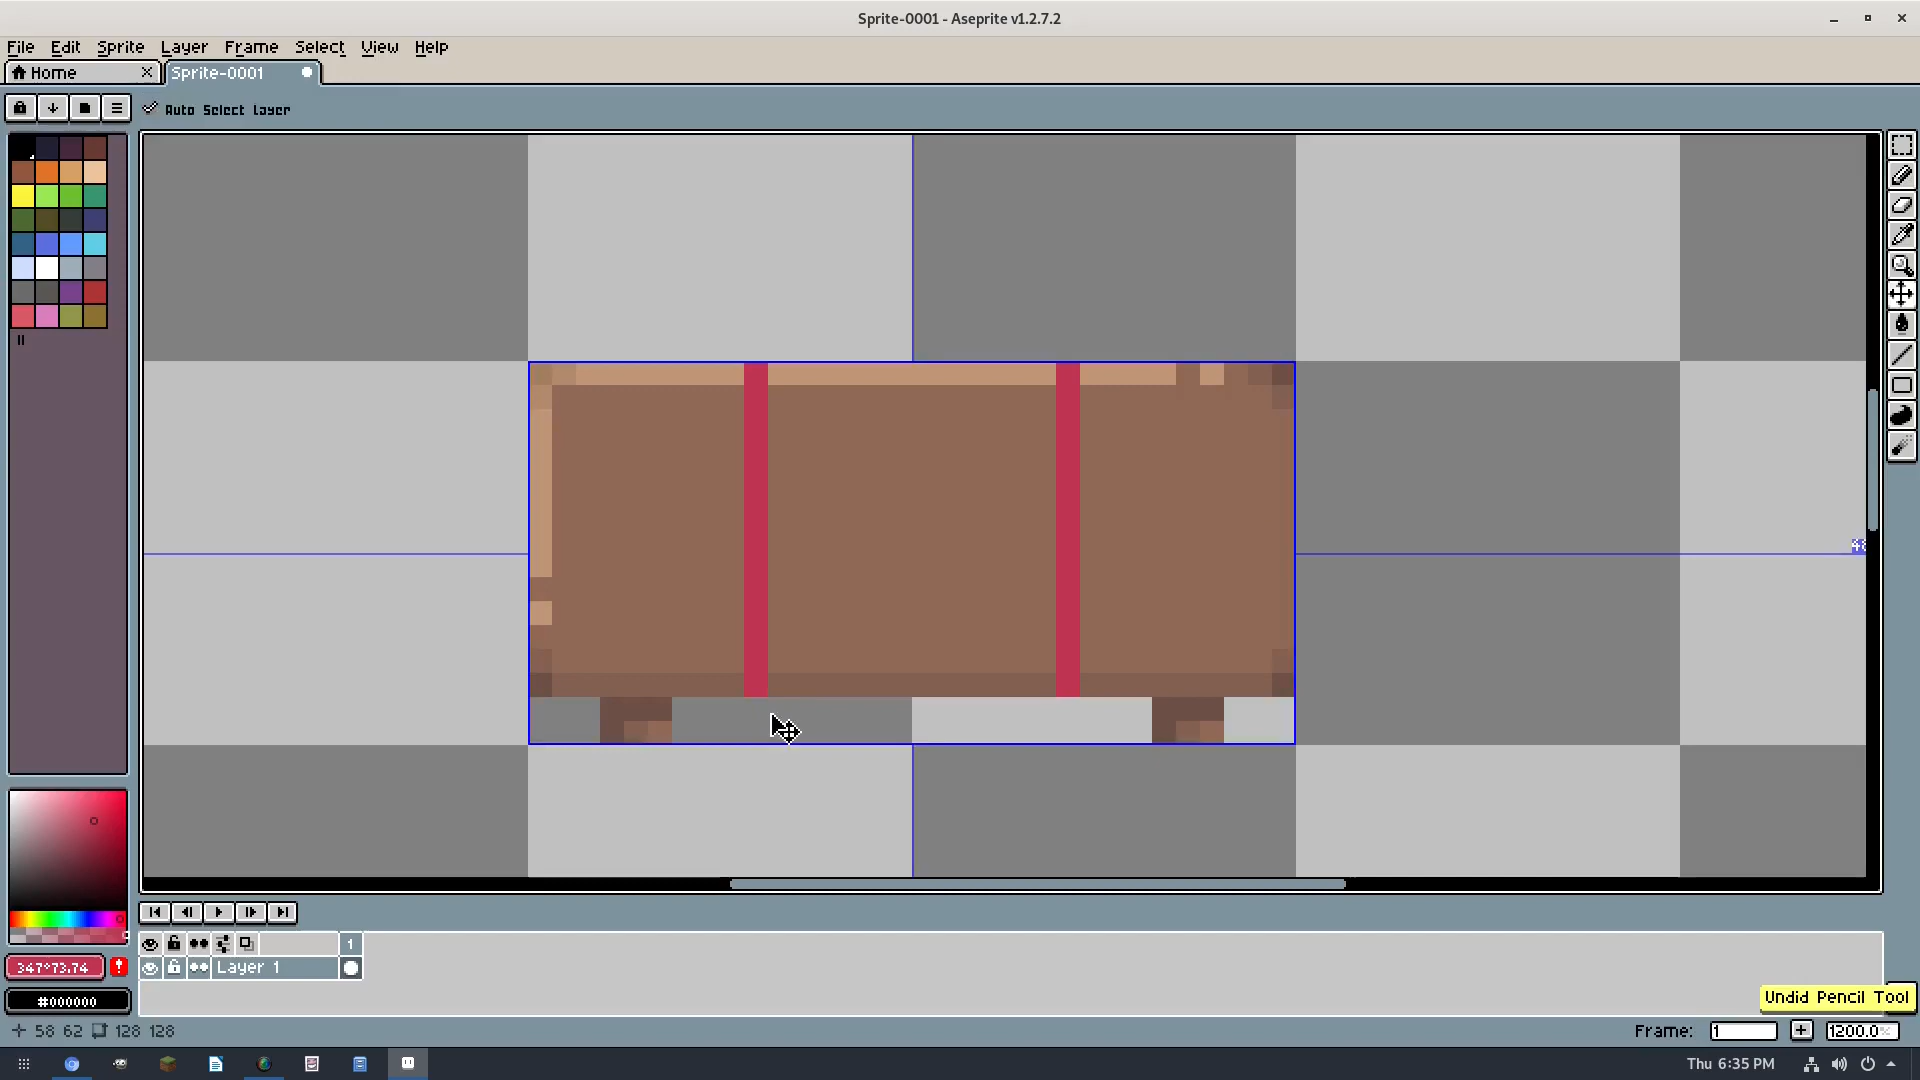 Sprite-0001 - Aseprite v1.2.7.2
File Edit Sprite Layer Frame Select View Help
Home
Sprite-0001
Auto Select Layer
1
Layer 1
347°73.74
#000000
Undid Pencil Tool
58 62 128 128
Frame: 1 1200.0
Thu 6:35 PM